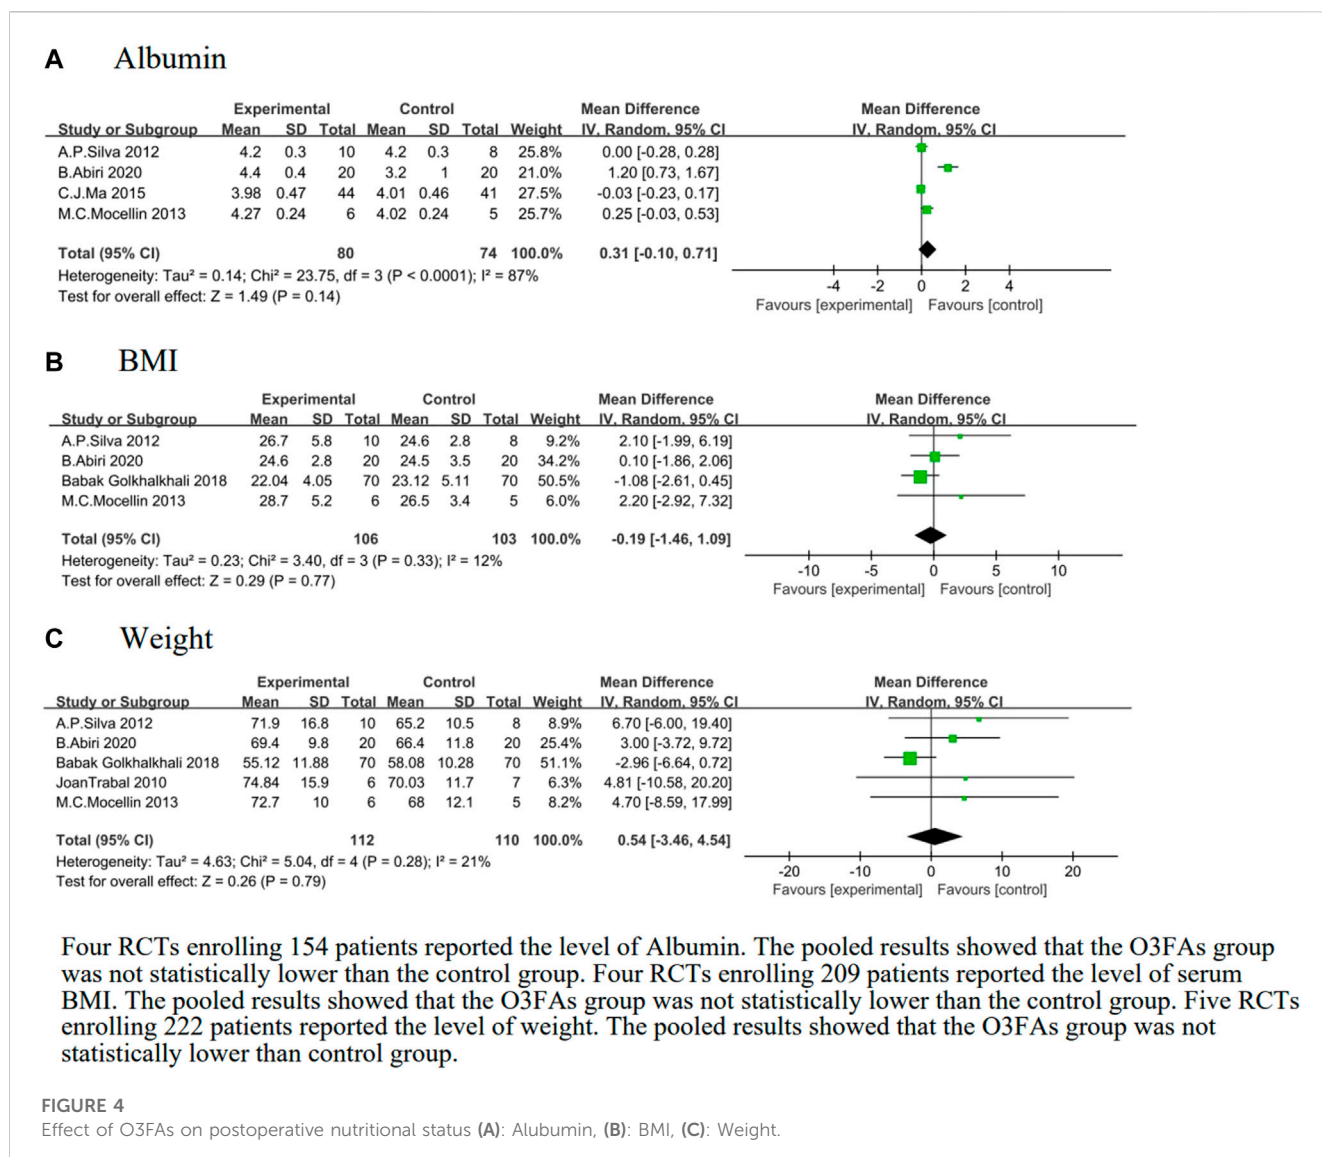 A Albumin
Experimental Control Mean Difference Mean Difference
Study or Subgroup Mean SD Total Mean SD Total Weight IV, Random, 95% CI IV, Random, 95% CI
A.P.Silva 2012 4.2 0.3 10 4.2 0.3 8 25.8% 0.00 [-0.28, 0.28]
B.Abiri 2020 4.4 0.4 20 3.2 1 20 21.0% 1.20 [0.73, 1.67]
C.J.Ma 2015 3.98 0.47 44 4.01 0.46 41 27.5% -0.03 [-0.23, 0.17]
M.C.Mocellin 2013 4.27 0.24 6 4.02 0.24 5 25.7% 0.25 [-0.03, 0.53]
Total (95% CI) 80 74 100.0% 0.31 [-0.10, 0.71]
Heterogeneity: Tau² = 0.14; Chi² = 23.75, df = 3 (P < 0.0001); I² = 87%
Test for overall effect: Z = 1.49 (P = 0.14)
-4 -2 0 2 4
Favours [experimental] Favours [control]
B BMI
Experimental Control Mean Difference Mean Difference
Study or Subgroup Mean SD Total Mean SD Total Weight IV, Random, 95% CI IV, Random, 95% CI
A.P.Silva 2012 26.7 5.8 10 24.6 2.8 8 9.2% 2.10 [-1.99, 6.19]
B.Abiri 2020 24.6 2.8 20 24.5 3.5 20 34.2% 0.10 [-1.86, 2.06]
Babak Golkhalkhali 2018 22.04 4.05 70 23.12 5.11 70 50.5% -1.08 [-2.61, 0.45]
M.C.Mocellin 2013 28.7 5.2 6 26.5 3.4 5 6.0% 2.20 [-2.92, 7.32]
Total (95% CI) 106 103 100.0% -0.19 [-1.46, 1.09]
Heterogeneity: Tau² = 0.23; Chi² = 3.40, df = 3 (P = 0.33); I² = 12%
Test for overall effect: Z = 0.29 (P = 0.77)
-10 -5 0 5 10
Favours [experimental] Favours [control]
C Weight
Experimental Control Mean Difference Mean Difference
Study or Subgroup Mean SD Total Mean SD Total Weight IV, Random, 95% CI IV, Random, 95% CI
A.P.Silva 2012 71.9 16.8 10 65.2 10.5 8 8.9% 6.70 [-6.00, 19.40]
B.Abiri 2020 69.4 9.8 20 66.4 11.8 20 25.4% 3.00 [-3.72, 9.72]
Babak Golkhalkhali 2018 55.12 11.88 70 58.08 10.28 70 51.1% -2.96 [-6.64, 0.72]
JoanTrabal 2010 74.84 15.9 6 70.03 11.7 7 6.3% 4.81 [-10.58, 20.20]
M.C.Mocellin 2013 72.7 10 6 68 12.1 5 8.2% 4.70 [-8.59, 17.99]
Total (95% CI) 112 110 100.0% 0.54 [-3.46, 4.54]
Heterogeneity: Tau² = 4.63; Chi² = 5.04, df = 4 (P = 0.28); I² = 21%
Test for overall effect: Z = 0.26 (P = 0.79)
-20 -10 0 10 20
Favours [experimental] Favours [control]
Four RCTs enrolling 154 patients reported the level of Albumin. The pooled results showed that the O3FAs group
was not statistically lower than the control group. Four RCTs enrolling 209 patients reported the level of serum
BMI. The pooled results showed that the O3FAs group was not statistically lower than the control group. Five RCTs
enrolling 222 patients reported the level of weight. The pooled results showed that the O3FAs group was not
statistically lower than control group.
FIGURE 4
Effect of O3FAs on postoperative nutritional status (A): Alubumin, (B): BMI, (C): Weight.